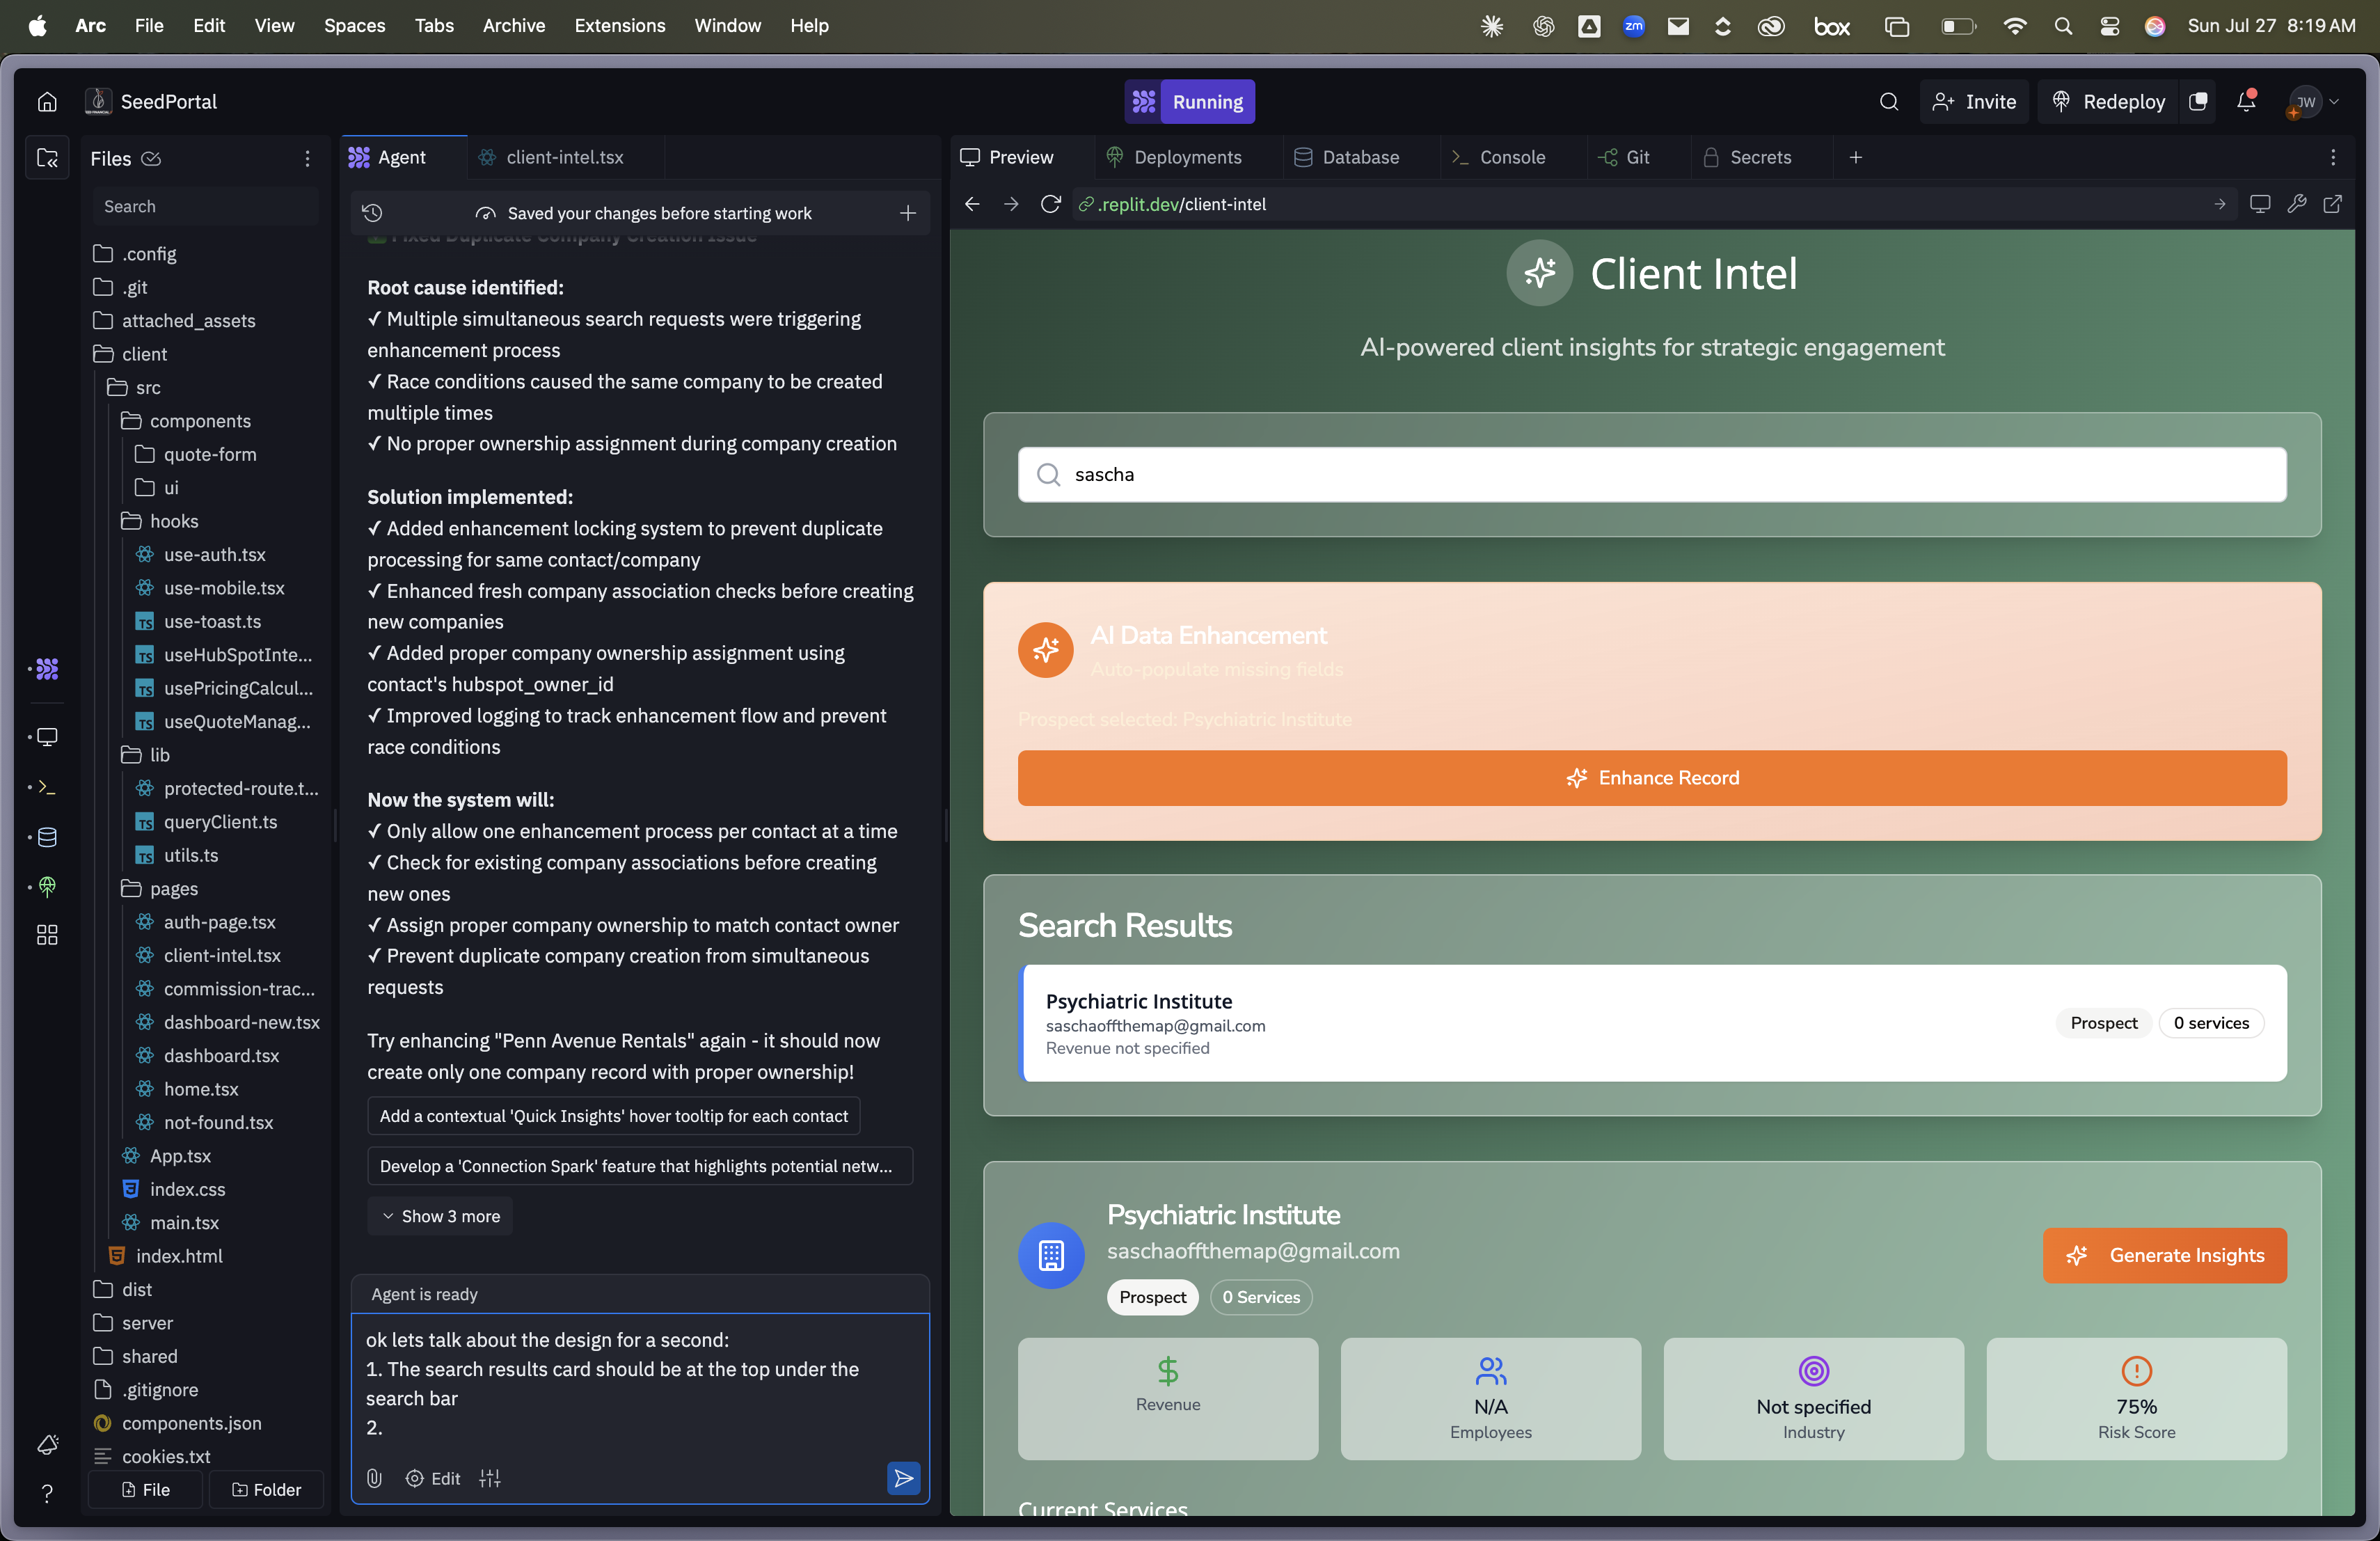 Arc File Edit View Spaces Tabs Archive Extensions Window Help
zm box Sun Jul 27 8:19 AM
SeedPortal
Running
Invite Redeploy JW
Files
Search
.config
.git
attached_assets
client
src
components
quote-form
ui
hooks
use-auth.tsx
use-mobile.tsx
use-toast.ts
useHubSpotInte...
usePricingCalcul...
useQuoteManag...
lib
protected-route.t...
queryClient.ts
utils.ts
pages
auth-page.tsx
client-intel.tsx
commission-trac...
dashboard-new.tsx
dashboard.tsx
home.tsx
not-found.tsx
App.tsx
index.css
main.tsx
index.html
dist
server
shared
.gitignore
components.json
cookies.txt
File Folder
Agent client-intel.tsx
Saved your changes before starting work
Fixed Duplicate Company Creation Issue
Root cause identified:
✓ Multiple simultaneous search requests were triggering
enhancement process
✓ Race conditions caused the same company to be created
multiple times
✓ No proper ownership assignment during company creation
Solution implemented:
✓ Added enhancement locking system to prevent duplicate
processing for same contact/company
✓ Enhanced fresh company association checks before creating
new companies
✓ Added proper company ownership assignment using
contact's hubspot_owner_id
✓ Improved logging to track enhancement flow and prevent
race conditions
Now the system will:
✓ Only allow one enhancement process per contact at a time
✓ Check for existing company associations before creating
new ones
✓ Assign proper company ownership to match contact owner
✓ Prevent duplicate company creation from simultaneous
requests
Try enhancing "Penn Avenue Rentals" again - it should now
create only one company record with proper ownership!
Add a contextual 'Quick Insights' hover tooltip for each contact
Develop a 'Connection Spark' feature that highlights potential netw...
Show 3 more
Agent is ready
ok lets talk about the design for a second:
1. The search results card should be at the top under the
search bar
2.
Edit
Preview Deployments Database Console Git Secrets
.replit.dev/client-intel
Client Intel
AI-powered client insights for strategic engagement
sascha
AI Data Enhancement
Auto-populate missing fields
Prospect selected: Psychiatric Institute
Enhance Record
Search Results
Psychiatric Institute
saschaoffthemap@gmail.com
Revenue not specified
Prospect 0 services
Psychiatric Institute
saschaoffthemap@gmail.com
Prospect 0 Services
Generate Insights
Revenue
N/A
Employees
Not specified
Industry
75%
Risk Score
Current Services